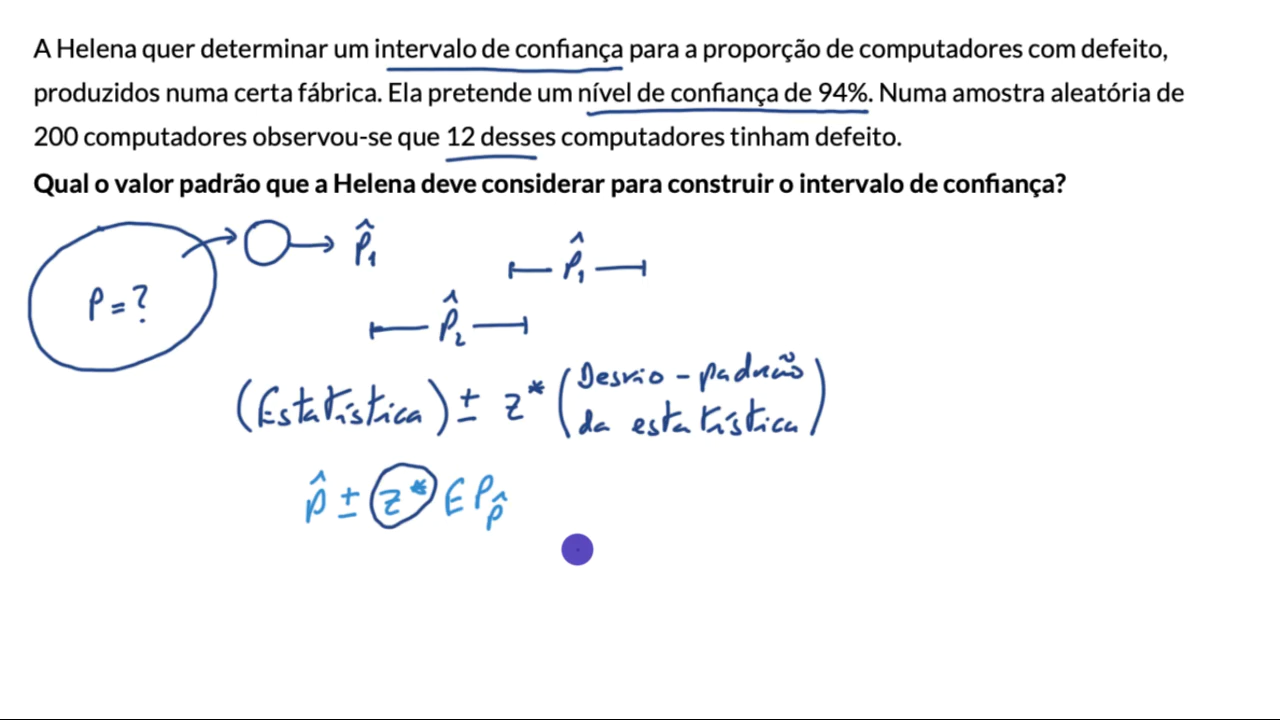 A Helena quer determinar um intervalo de confiança para a proporção de computadores com defeito,
produzidos numa certa fábrica. Ela pretende um nível de confiança de 94%. Numa amostra aleatória de
200 computadores observou-se que 12 desses computadores tinham defeito.
Qual o valor padrão que a Helena deve considerar para construir o intervalo de confiança?
p̂₁
p̂₁
P = ?
p̂₂
(Estatística) ± z* (Desvio-padrão
da estatística)
p̂ ± z* EP p̂